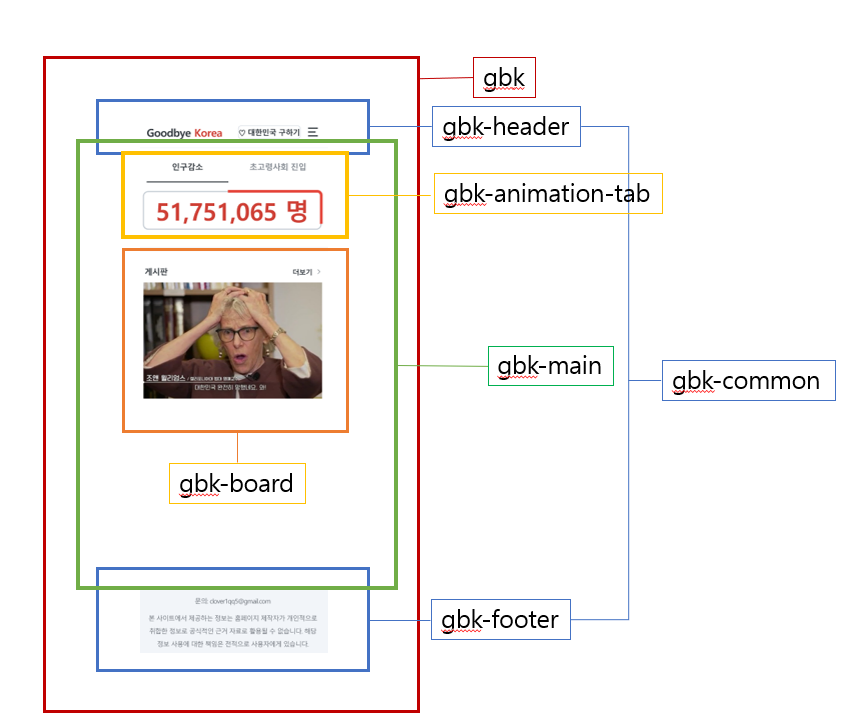 gbk
Goodbye Korea ♡ 대한민국 구하기
gbk-header
인구감소 초고령사회 진입
gbk-animation-tab
51,751,065 명
게시판 더보기 >
조앤 윌리엄스
대한민국 완전히 망했네요. 와!
gbk-main
gbk-common
gbk-board
문의: clover1qq5@gmail.com
본 사이트에서 제공하는 정보는 홈페이지 제작자가 개인적으로
취합한 정보로 공식적인 근거 자료로 활용될 수 없습니다. 해당
정보 사용에 대한 책임은 전적으로 사용자에게 있습니다.
gbk-footer